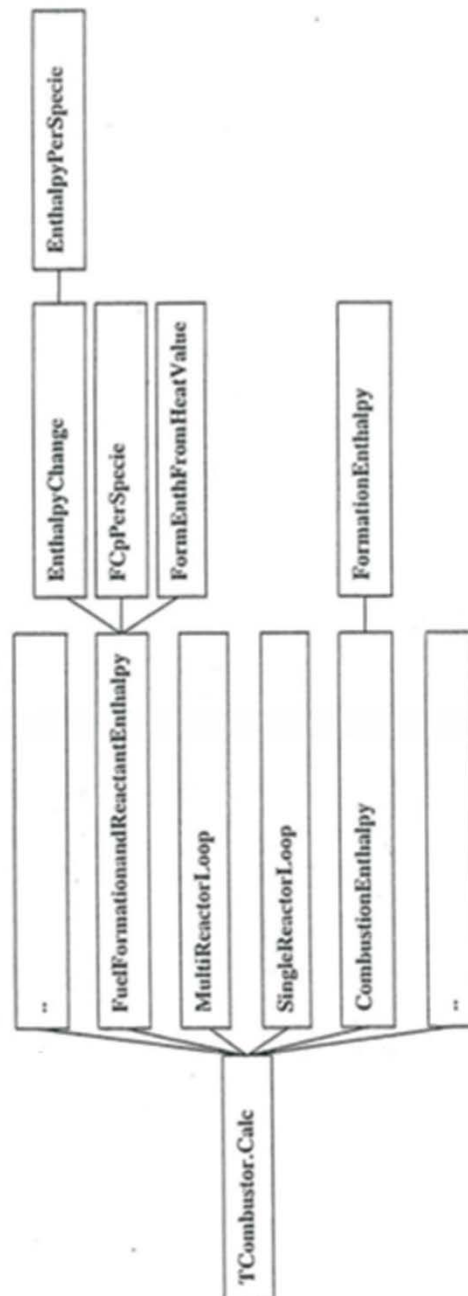 TCombustor.Calc
..
FuelFormationandReactantEnthalpy
MultiReactorLoop
SingleReactorLoop
CombustionEnthalpy
..
EnthalpyChange
FCpPerSpecie
FormEnthFromHeatValue
FormationEnthalpy
EnthalpyPerSpecie